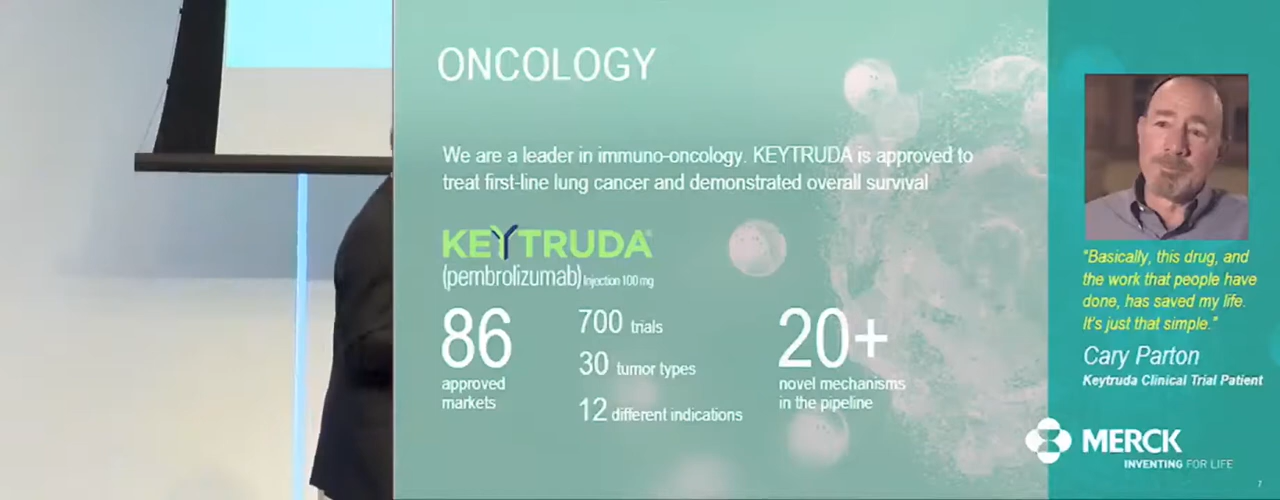 ONCOLOGY
We are a leader in immuno-oncology. KEYTRUDA is approved to
treat first-line lung cancer and demonstrated overall survival
KEYTRUDA®
(pembrolizumab) Injection 100 mg
86
approved
markets
700 trials
30 tumor types
12 different indications
20+
novel mechanisms
in the pipeline
"Basically, this drug, and
the work that people have
done, has saved my life.
It's just that simple."
Cary Parton
Keytruda Clinical Trial Patient
MERCK
INVENTING FOR LIFE
7